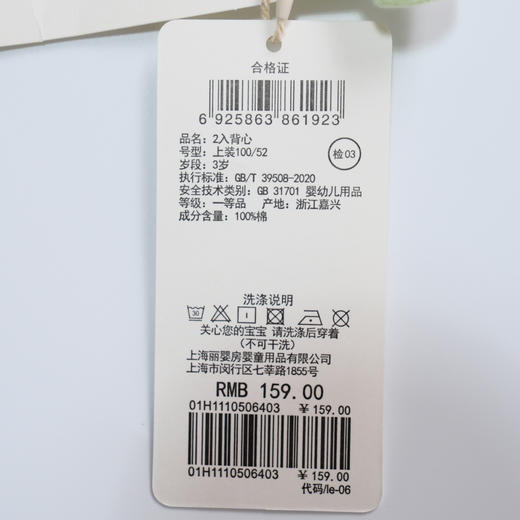 合格证
6 925863 861923
品名: 2入背心
号型: 上装100/52
检03
岁段: 3岁
执行标准: GB/T 39508-2020
安全技术类别: GB 31701 婴幼儿用品
等级: 一等品 产地: 浙江嘉兴
成分含量: 100%棉
洗涤说明
30
关心您的宝宝 请洗涤后穿着
(不可干洗)
上海丽婴房婴童用品有限公司
上海市闵行区七莘路1855号
RMB 159.00
01H1110506403 ¥ 159.00
01H1110506403 ¥ 159.00
代码/le-06